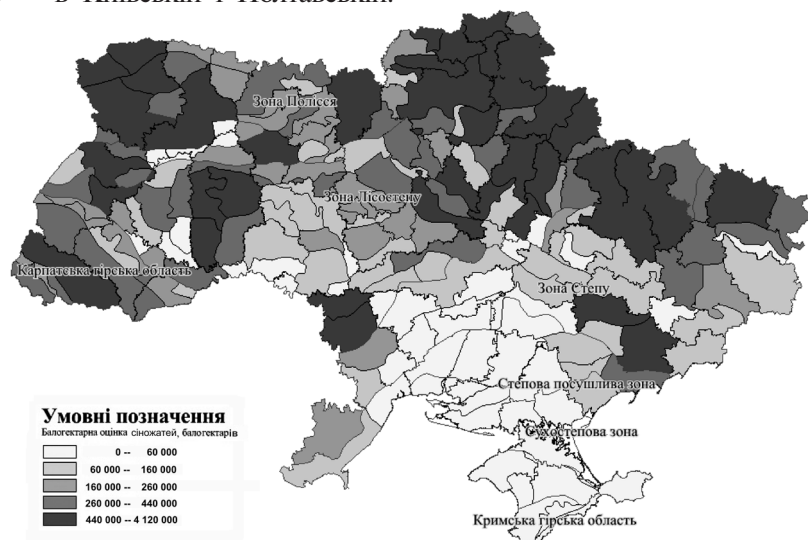 в Київській і Полтавській.
Зона Полісся
Зона Лісостепу
Карпатська гірська область
Зона Степу
Степова посушлива зона
Сухостепова зона
Кримська гірська область
Умовні позначення
Балогектарна оцінка сіножатей, балогектарів
0 -- 60 000
60 000 -- 160 000
160 000 -- 260 000
260 000 -- 440 000
440 000 -- 4 120 000